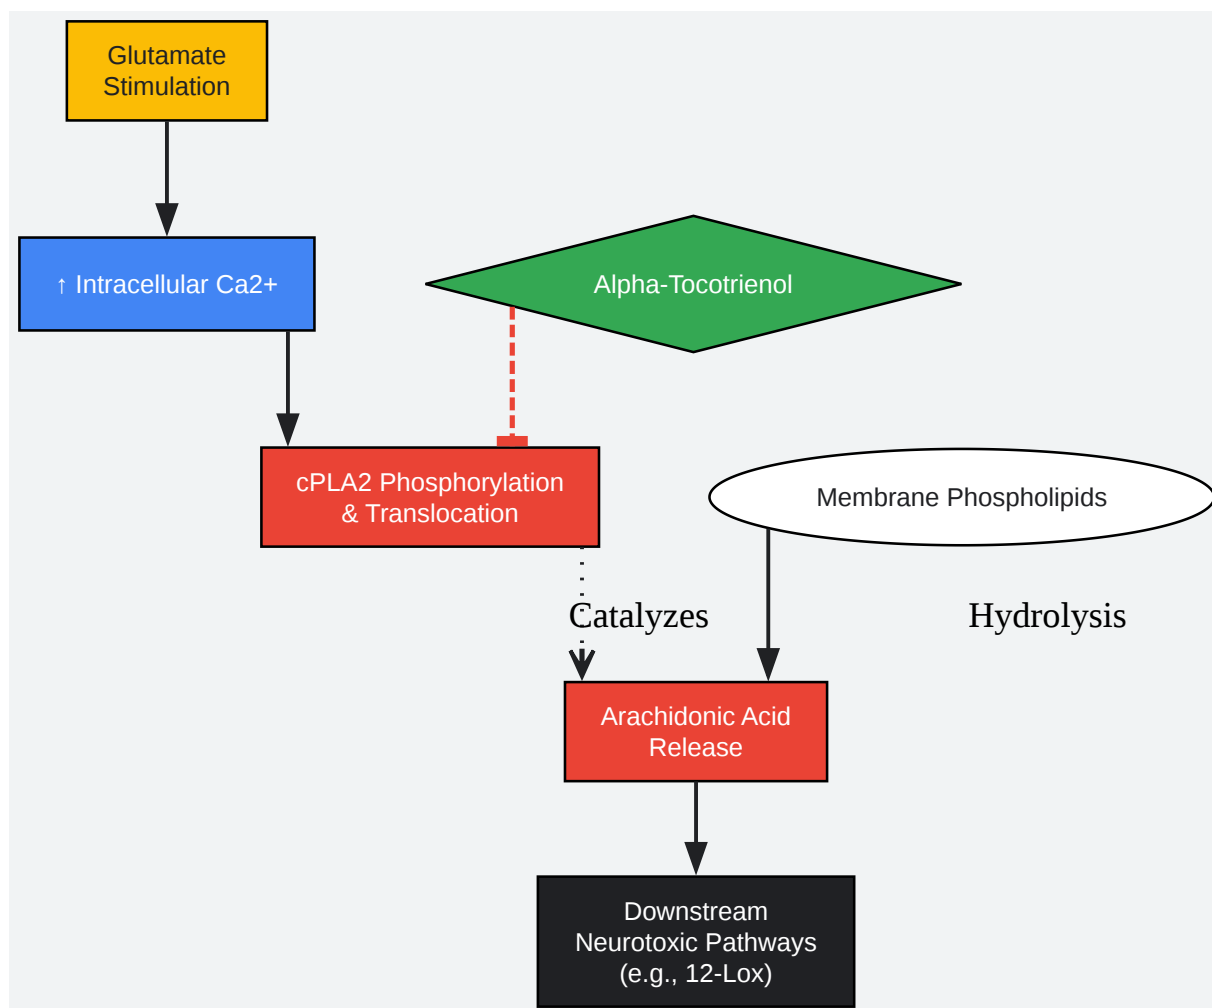 Glutamate
Stimulation
↑ Intracellular Ca2+
Alpha-Tocotrienol
cPLA2 Phosphorylation
& Translocation
Membrane Phospholipids
Catalyzes
Hydrolysis
Arachidonic Acid
Release
Downstream
Neurotoxic Pathways
(e.g., 12-Lox)